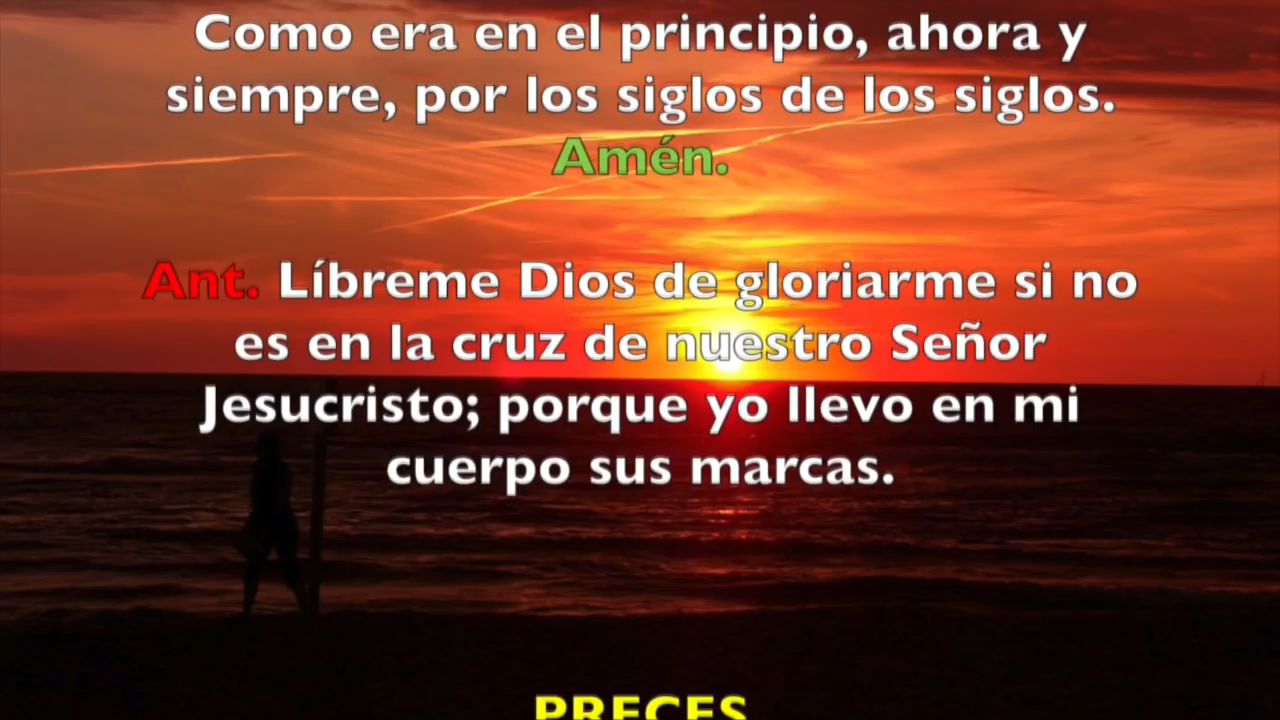 Como era en el principio, ahora y
siempre, por los siglos de los siglos.
Amén.
Ant. Líbreme Dios de gloriarme si no
es en la cruz de nuestro Señor
Jesucristo; porque yo llevo en mi
cuerpo sus marcas.
PRECES